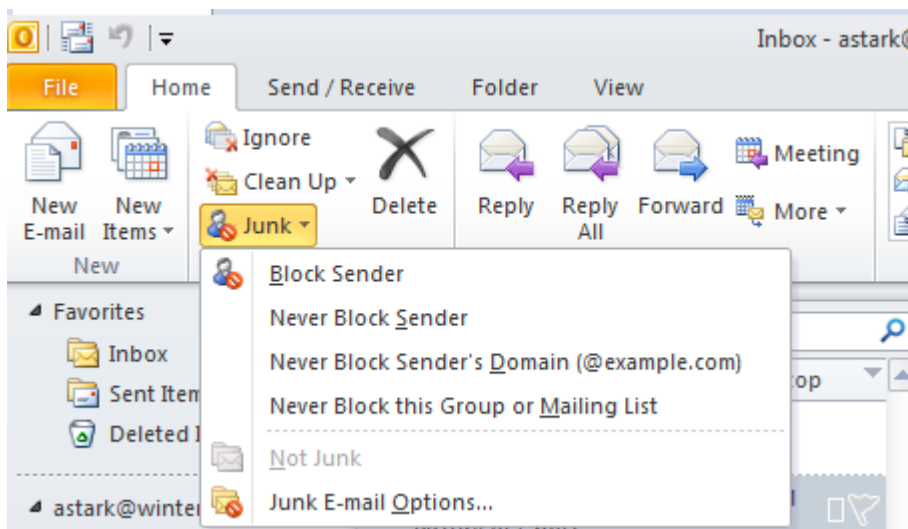 Inbox - astark@
File Home Send / Receive Folder View
Ignore
Clean Up
Junk
New E-mail
New Items
Delete
Reply
Reply All
Forward
Meeting
More
New
Block Sender
Never Block Sender
Never Block Sender's Domain (@example.com)
Never Block this Group or Mailing List
Not Junk
Junk E-mail Options...
Favorites
Inbox
Sent Item
Deleted I
astark@winte
op